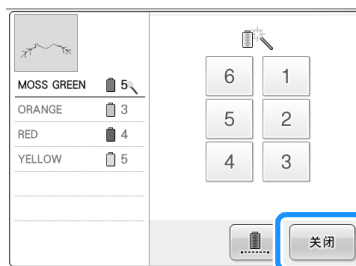 MOSS GREEN 5
ORANGE 3
RED 4
YELLOW 5
6 1
5 2
4 3
关闭